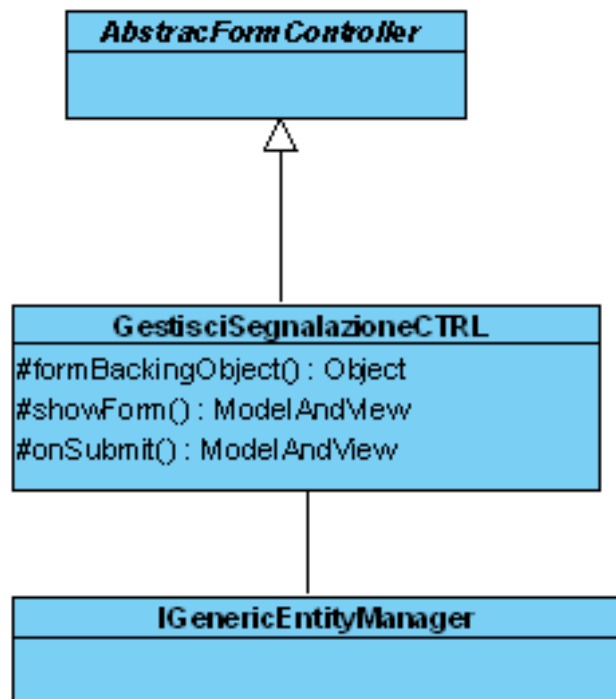 AbstracFormController
GestisciSegnalazioneCTRL
#formBackingObject() : Object
#showForm() : ModelAndView
#onSubmit() : ModelAndView
IGenericEntityManager